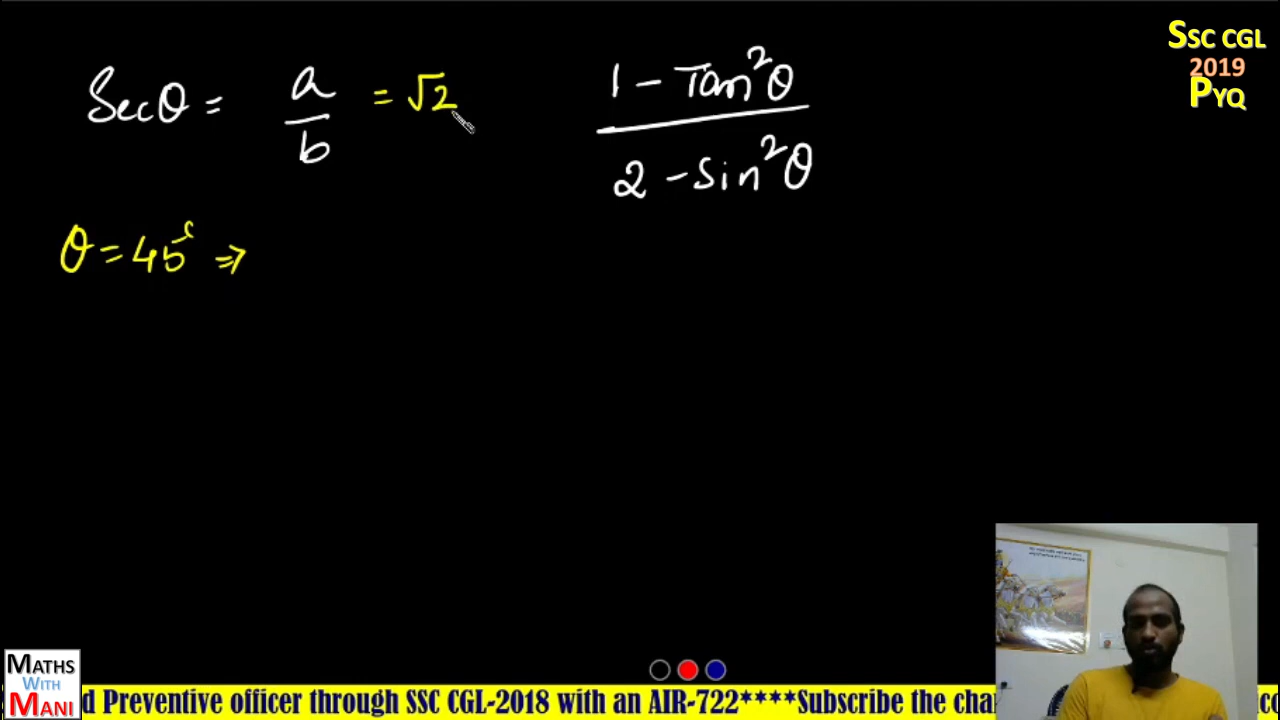 SSC CGL
2019
PYQ
Secθ = a/b = √2
1 - Tan²θ
2 - Sin²θ
θ = 45° ⇒
MATHS
WITH
MANI
d Preventive officer through SSC CGL-2018 with an AIR-722****Subscribe the cha